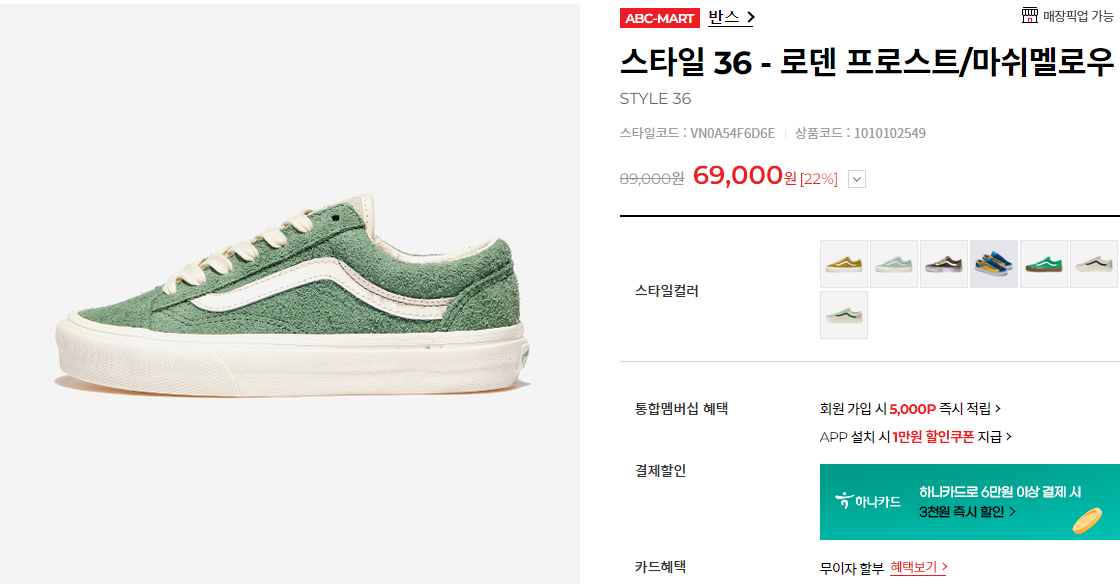 ABC-MART 반스
매장픽업 가능
스타일 36 - 로덴 프로스트/마쉬멜로우
STYLE 36
스타일코드 : VN0A54F6D6E 상품코드 : 1010102549
89,000원 69,000원 [22%]
스타일컬러
통합멤버십 혜택
회원 가입 시 5,000P 즉시 적립
APP 설치 시 1만원 할인쿠폰 지급
결제할인
하나카드
하나카드로 6만원 이상 결제 시
3천원 즉시 할인
카드혜택
무이자 할부 혜택보기